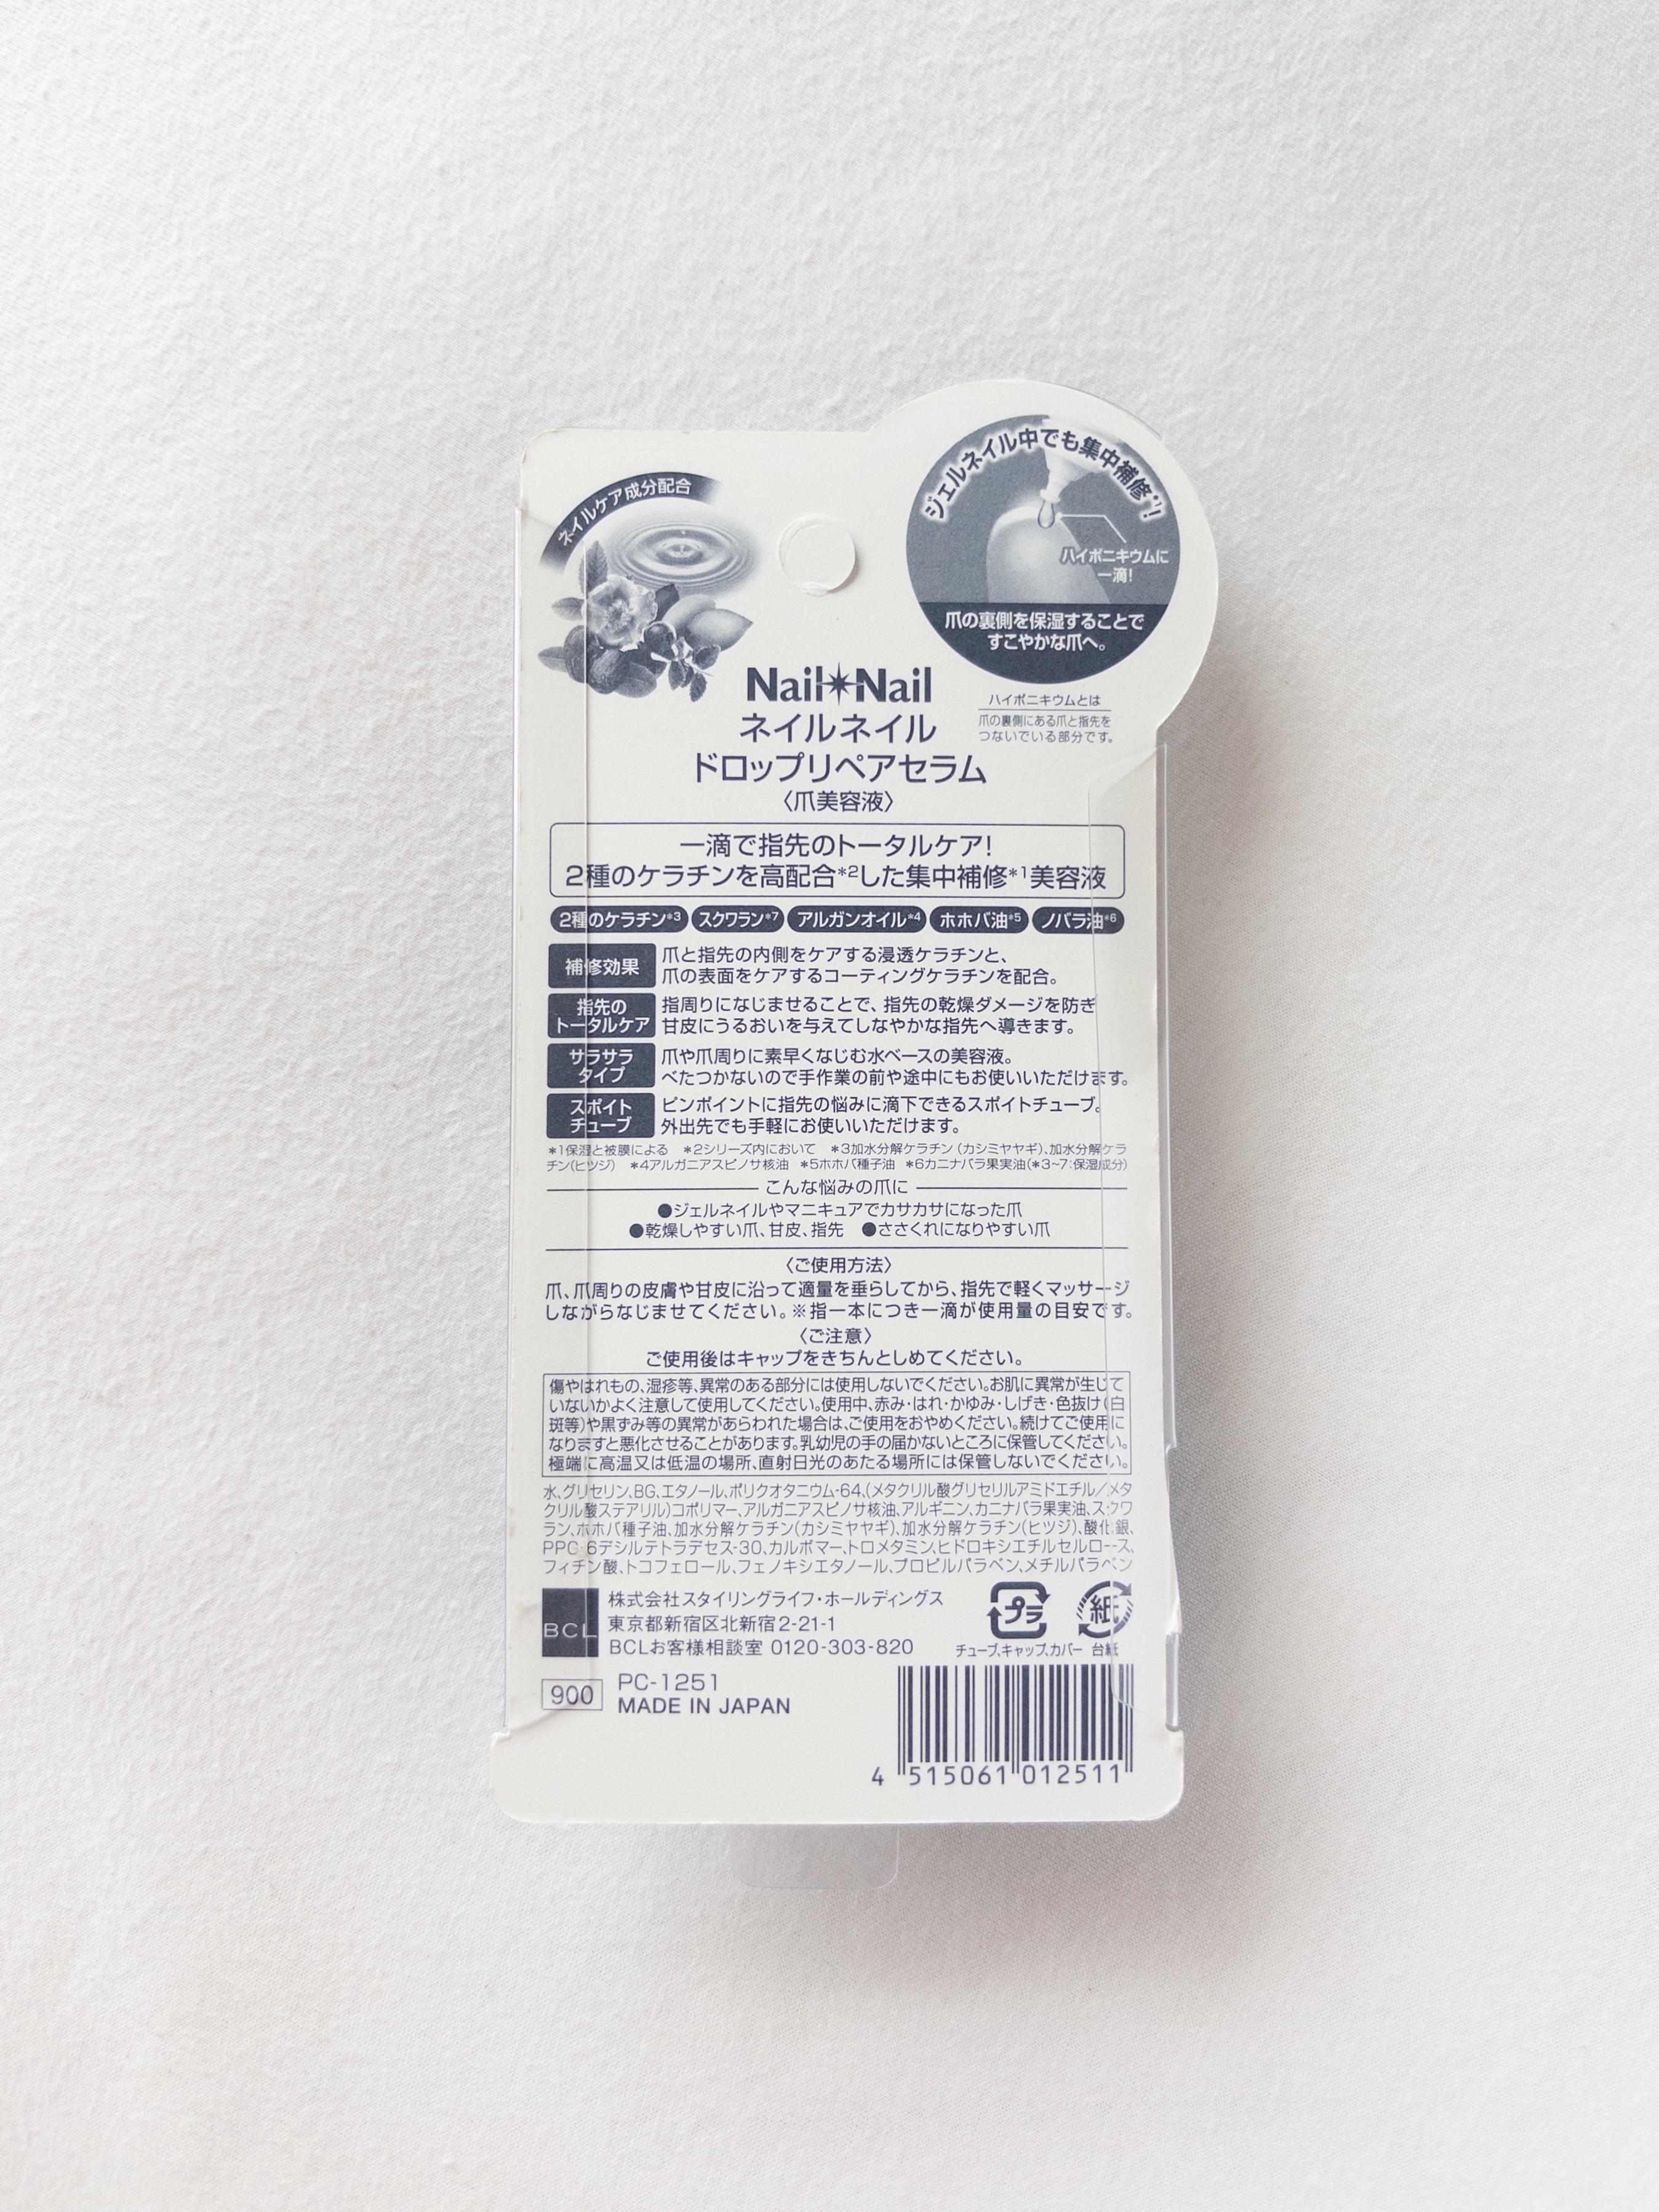 ネイルケア成分配合
ジェルネイル中でも集中補修*1!
ハイポニキウムに
一滴!
爪の裏側を保湿することで
すこやかな爪へ。
ハイポニキウムとは
爪の裏側にある爪と指先を
つないでいる部分です。
Nail Nail
ネイルネイル
ドロップリペアセラム
〈爪美容液〉
一滴で指先のトータルケア!
2種のケラチンを高配合*2した集中補修*1美容液
2種のケラチン*3 スクワラン*7 アルガンオイル*4 ホホバ油*5 ノバラ油*6
補修効果
爪と指先の内側をケアする浸透ケラチンと、
爪の表面をケアするコーティングケラチンを配合。
指先の
トータルケア
指周りになじませることで、指先の乾燥ダメージを防ぎ
甘皮にうるおいを与えてしなやかな指先へ導きます。
サラサラ
タイプ
爪や爪周りに素早くなじむ水ベースの美容液。
べたつかないので手作業の前や途中にもお使いいただけます。
スポイト
チューブ
ピンポイントに指先の悩みに滴下できるスポイトチューブ。
外出先でも手軽にお使いいただけます。
*1保湿と被膜による *2シリーズ内において *3加水分解ケラチン(カシミヤヤギ)、加水分解ケラ
チン(ヒツジ) *4アルガニアスピノサ核油 *5ホホバ種子油 *6カニナバラ果実油(*3~7:保湿成分)
こんな悩みの爪に
●ジェルネイルやマニキュアでカサカサになった爪
●乾燥しやすい爪、甘皮、指先 ●ささくれになりやすい爪
〈ご使用方法〉
爪、爪周りの皮膚や甘皮に沿って適量を垂らしてから、指先で軽くマッサージ
しながらなじませてください。※指一本につき一滴が使用量の目安です。
〈ご注意〉
ご使用後はキャップをきちんとしめてください。
傷やはれもの、湿疹等、異常のある部分には使用しないでください。お肌に異常が生じて
いないかよく注意して使用してください。使用中、赤み・はれ・かゆみ・しげき・色抜け(白
斑等)や黒ずみ等の異常があらわれた場合は、ご使用をおやめください。続けてご使用に
なりますと悪化させることがあります。乳幼児の手の届かないところに保管してください。
極端に高温又は低温の場所、直射日光のあたる場所には保管しないでください。
水、グリセリン、BG、エタノール、ポリクオタニウム-64、(メタクリル酸グリセリルアミドエチル/メタ
クリル酸ステアリル)コポリマー、アルガニアスピノサ核油、アルギニン、カニナバラ果実油、スクワ
ラン、ホホバ種子油、加水分解ケラチン(カシミヤヤギ)、加水分解ケラチン(ヒツジ)、酸化銀、
PPG-6デシルテトラデセス-30、カルボマー、トロメタミン、ヒドロキシエチルセルロース、
フィチン酸、トコフェロール、フェノキシエタノール、プロピルパラベン、メチルパラベン
BCL
株式会社スタイリングライフ・ホールディングス
東京都新宿区北新宿2-21-1
BCLお客様相談室 0120-303-820
プラ
紙
チューブ、キャップ、カバー 台紙
900
PC-1251
MADE IN JAPAN
4 515061 012511